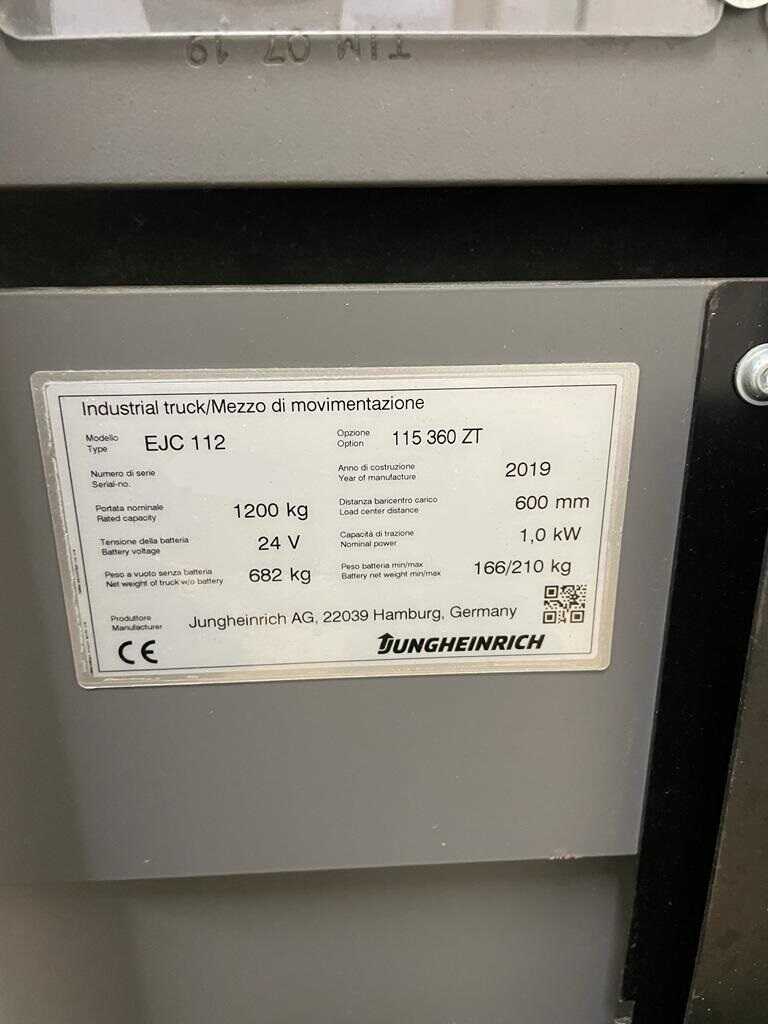 TIM 07 19
Industrial truck/Mezzo di movimentazione
Modello
Type
EJC 112
Opzione
Option
115 360 ZT
Numero di serie
Serial-no.
Anno di costruzione
Year of manufacture
2019
Portata nominale
Rated capacity
1200 kg
Distanza baricentro carico
Load center distance
600 mm
Tensione della batteria
Battery voltage
24 V
Capacità di trazione
Nominal power
1,0 kW
Peso a vuoto senza batteria
Net weight of truck w/o battery
682 kg
Peso batteria min/max
Battery net weight min/max
166/210 kg
Produttore
Manufacturer
Jungheinrich AG, 22039 Hamburg, Germany
CE
JUNGHEINRICH